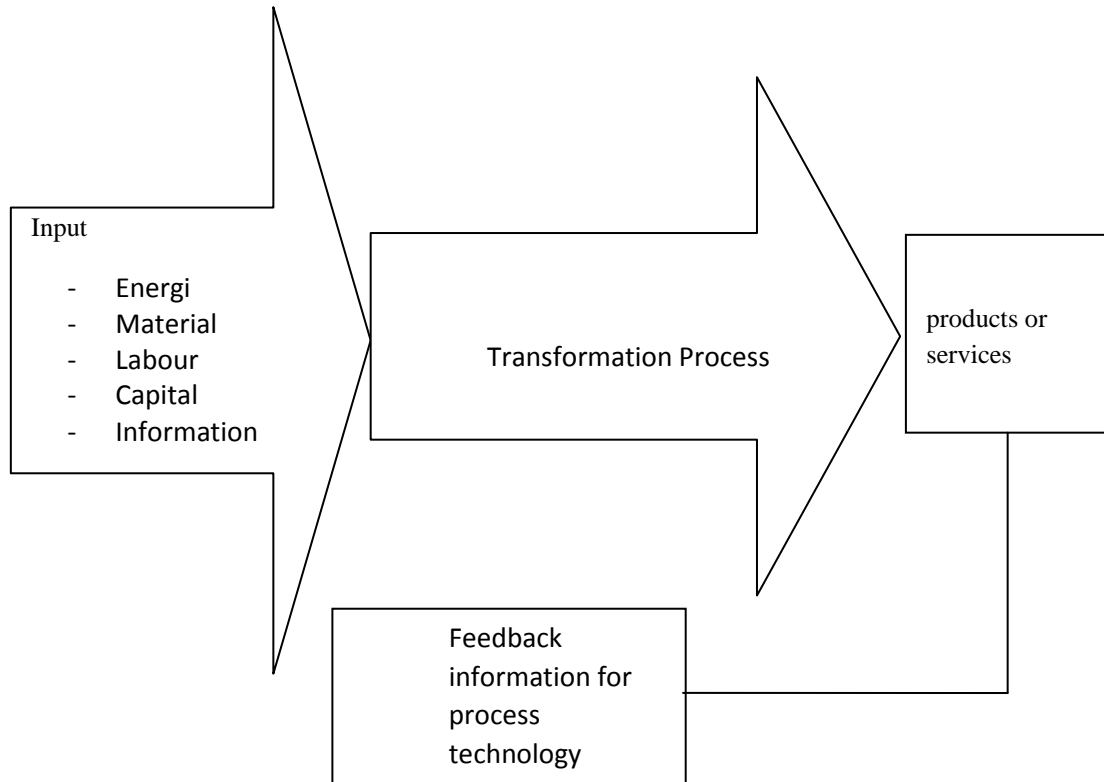 Input
- Energi
- Material
- Labour
- Capital
- Information
Transformation Process
products or
services
Feedback
information for
process
technology